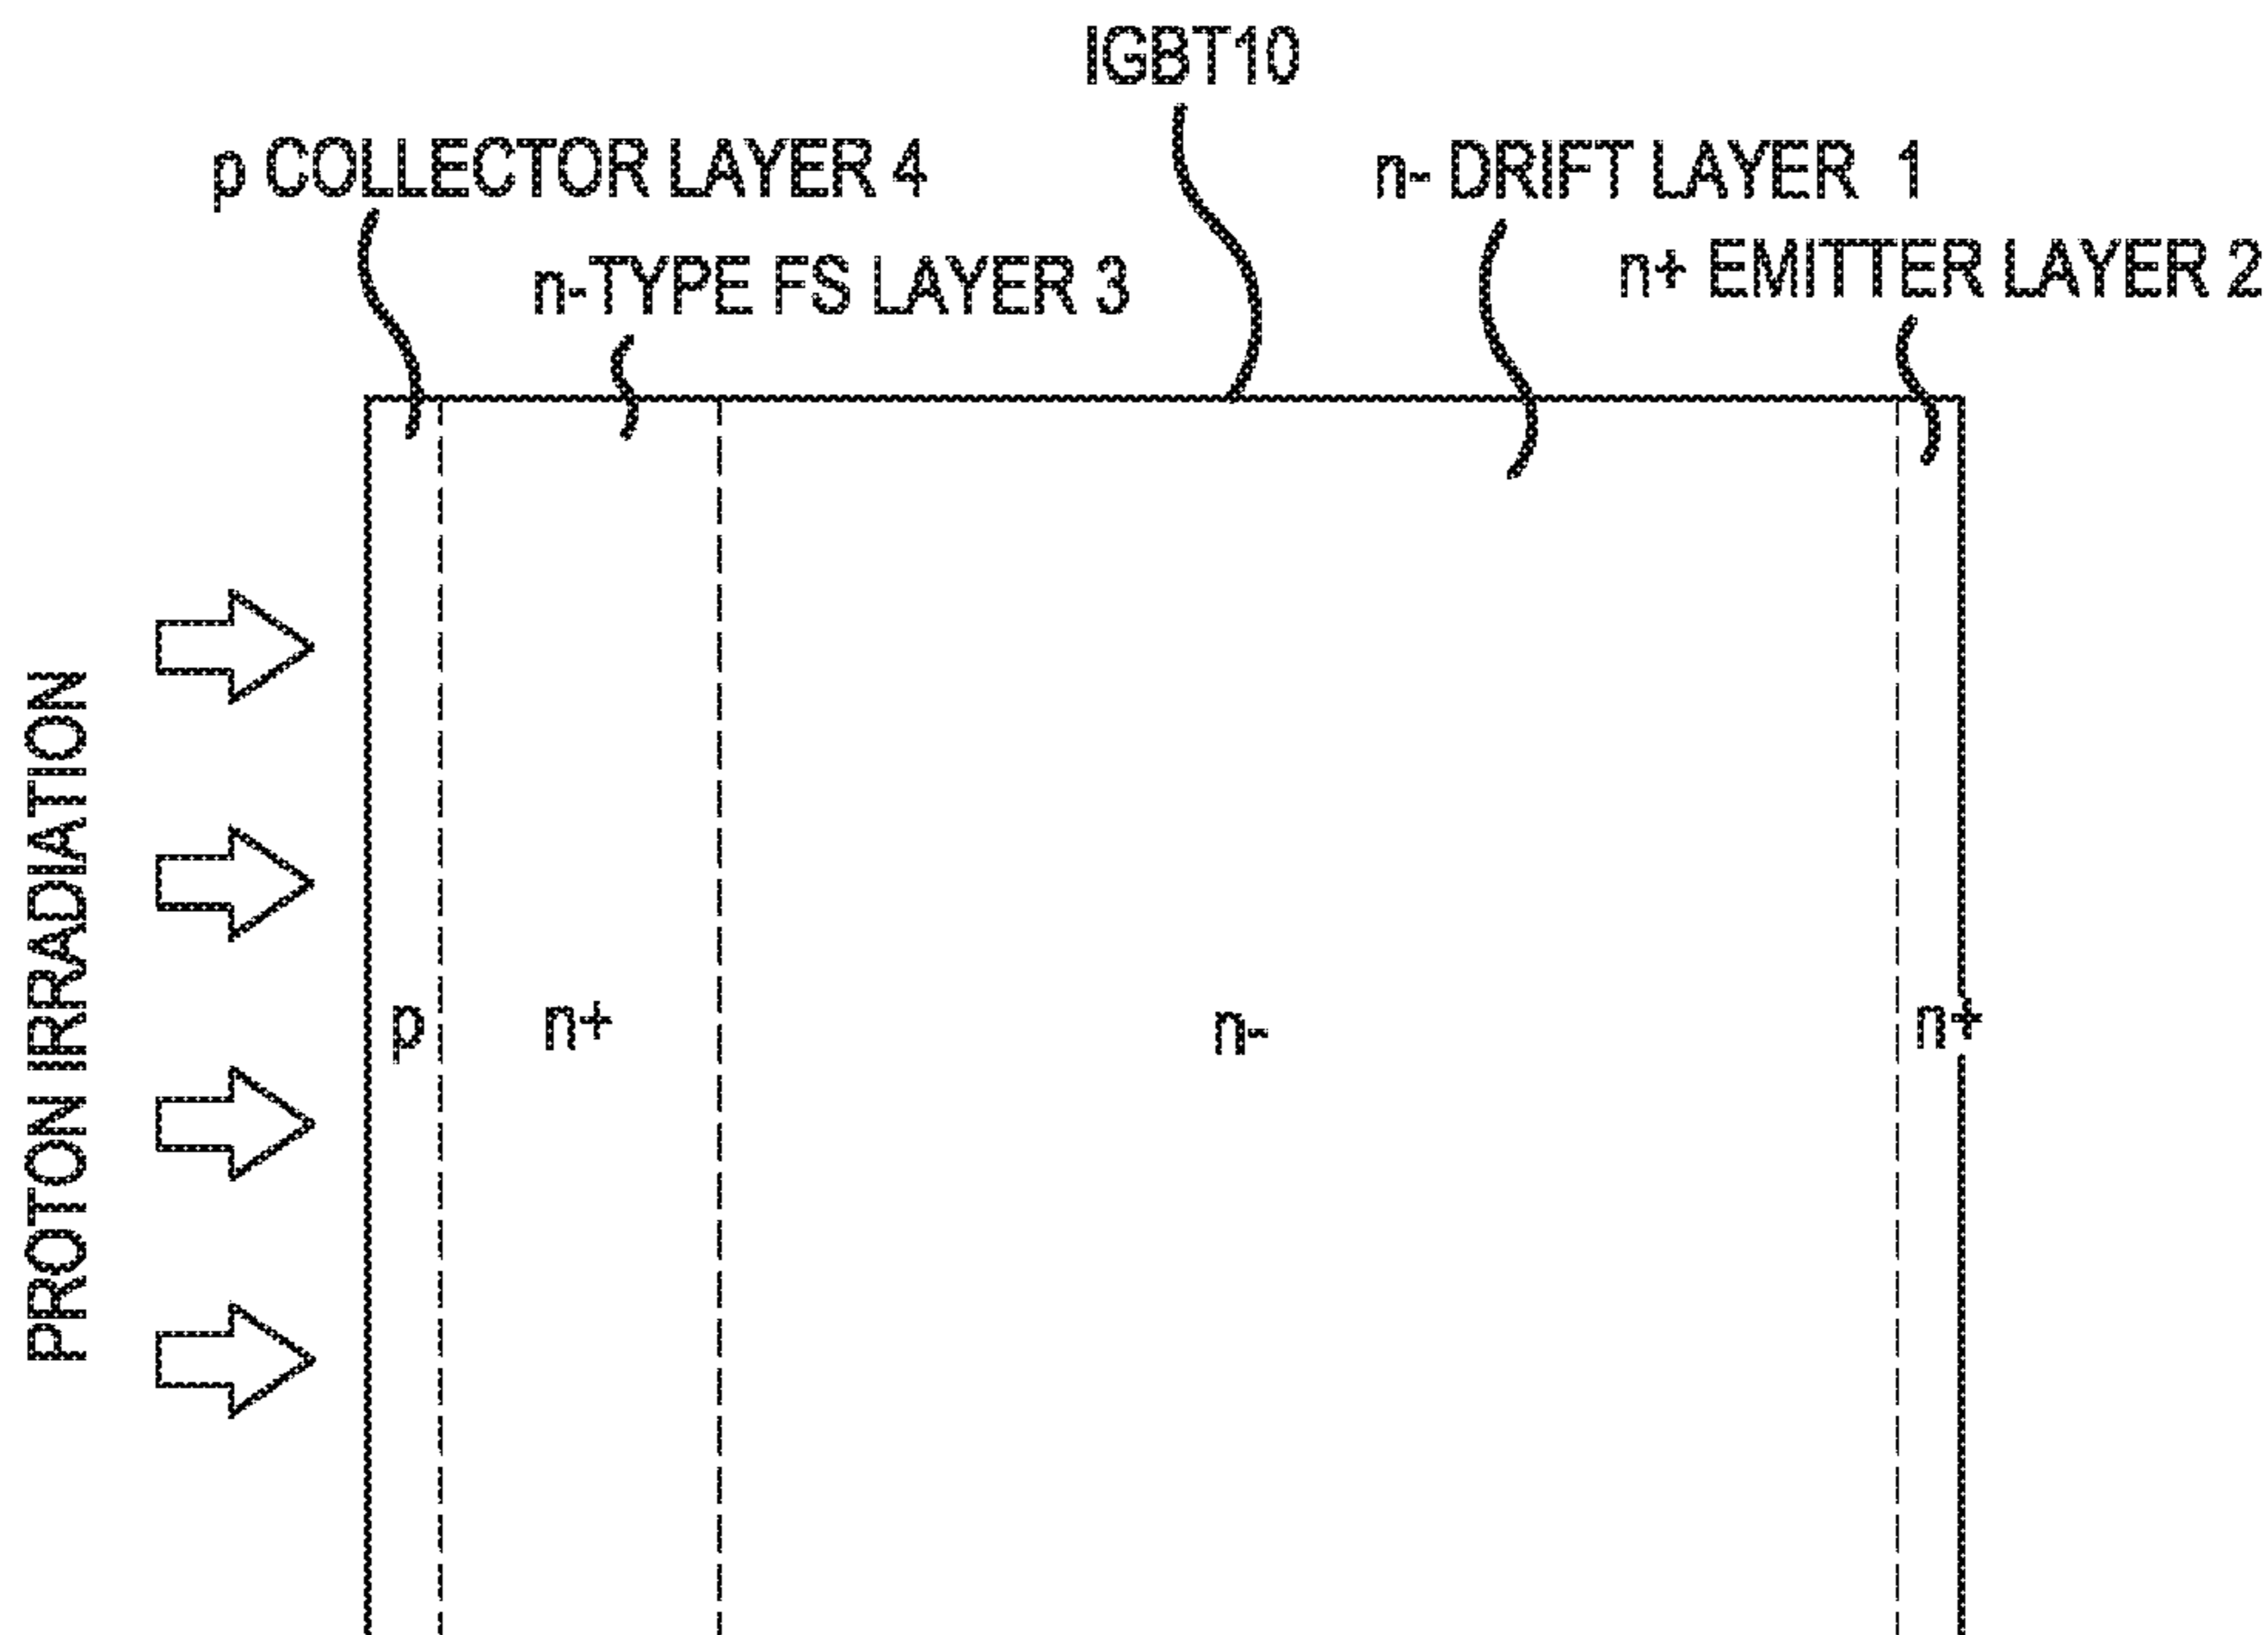 IGBT10
p COLLECTOR LAYER 4
n- DRIFT LAYER 1
n-TYPE FS LAYER 3
n+ EMITTER LAYER 2
PROTON IRRADIATION
p
n+
n-
n+